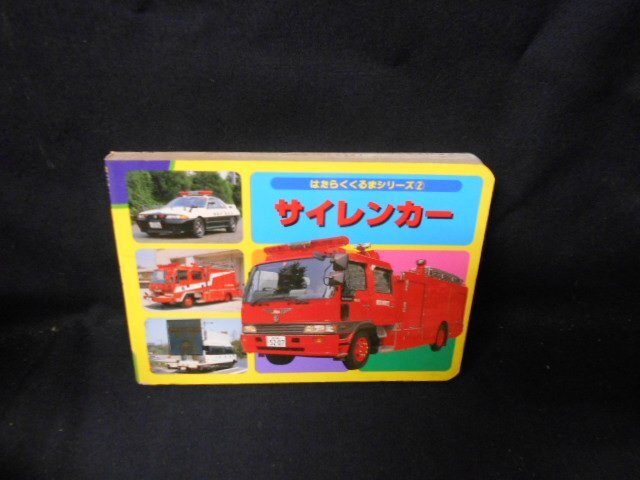 はたらくくるまシリーズ②
サイレンカー